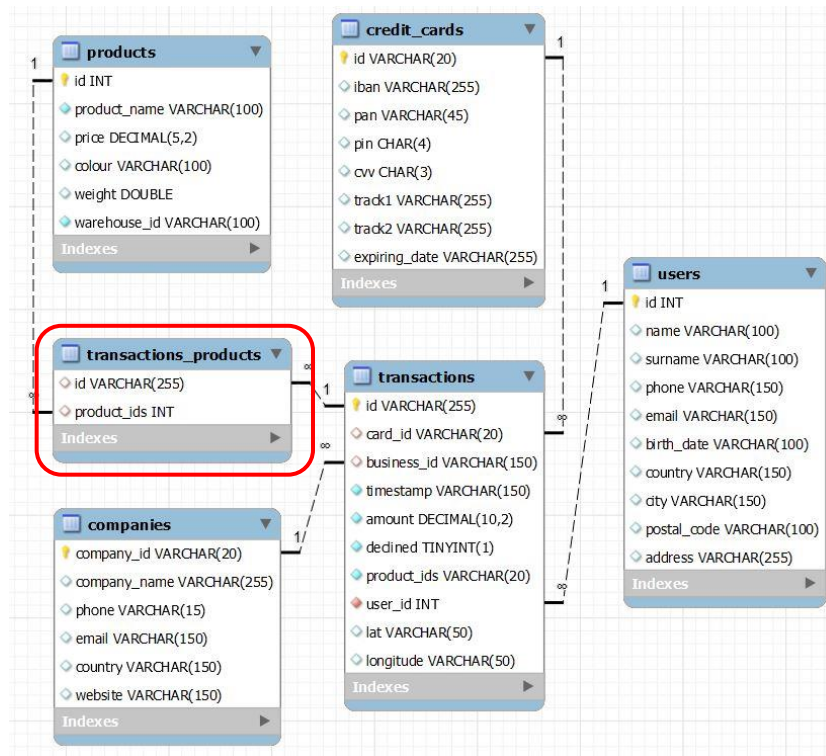 products
id INT
product_name VARCHAR(100)
price DECIMAL(5,2)
colour VARCHAR(100)
weight DOUBLE
warehouse_id VARCHAR(100)
Indexes
1
credit_cards
id VARCHAR(20)
iban VARCHAR(255)
pan VARCHAR(45)
pin CHAR(4)
cvv CHAR(3)
track1 VARCHAR(255)
track2 VARCHAR(255)
expiring_date VARCHAR(255)
Indexes
1
users
id INT
name VARCHAR(100)
surname VARCHAR(100)
phone VARCHAR(150)
email VARCHAR(150)
birth_date VARCHAR(100)
country VARCHAR(150)
city VARCHAR(150)
postal_code VARCHAR(100)
address VARCHAR(255)
Indexes
1
transactions_products
id VARCHAR(255)
product_ids INT
Indexes
∞
∞
1
transactions
id VARCHAR(255)
card_id VARCHAR(20)
business_id VARCHAR(150)
timestamp VARCHAR(150)
amount DECIMAL(10,2)
declined TINYINT(1)
product_ids VARCHAR(20)
user_id INT
lat VARCHAR(50)
longitude VARCHAR(50)
Indexes
∞
∞
∞
companies
company_id VARCHAR(20)
company_name VARCHAR(255)
phone VARCHAR(15)
email VARCHAR(150)
country VARCHAR(150)
website VARCHAR(150)
Indexes
1